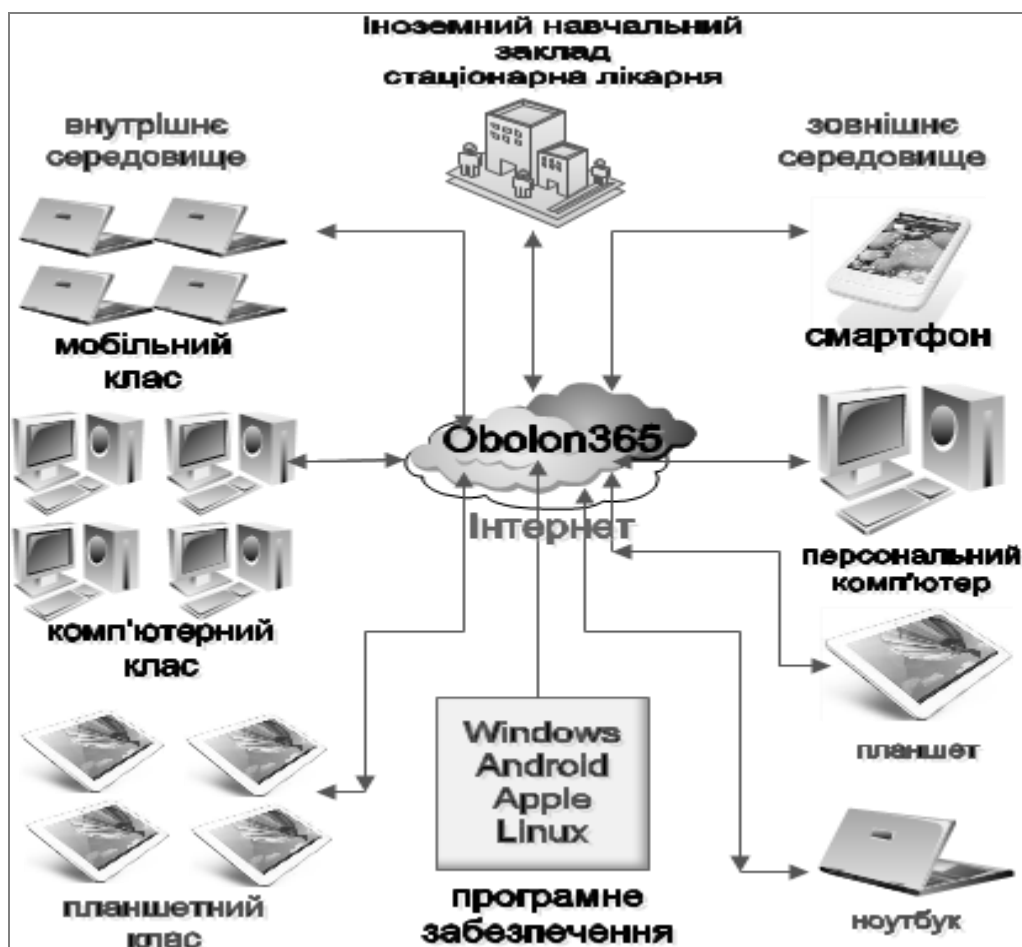 Іноземний навчальний
заклад
стаціонарна лікарня
внутрішнє
середовище
зовнішнє
середовище
мобільний
клас
смартфон
Obolon365
Інтернет
персональний
комп'ютер
комп'ютерний
клас
Windows
Android
Apple
Linux
планшет
програмне
забезпечення
планшетний
клас
ноутбук